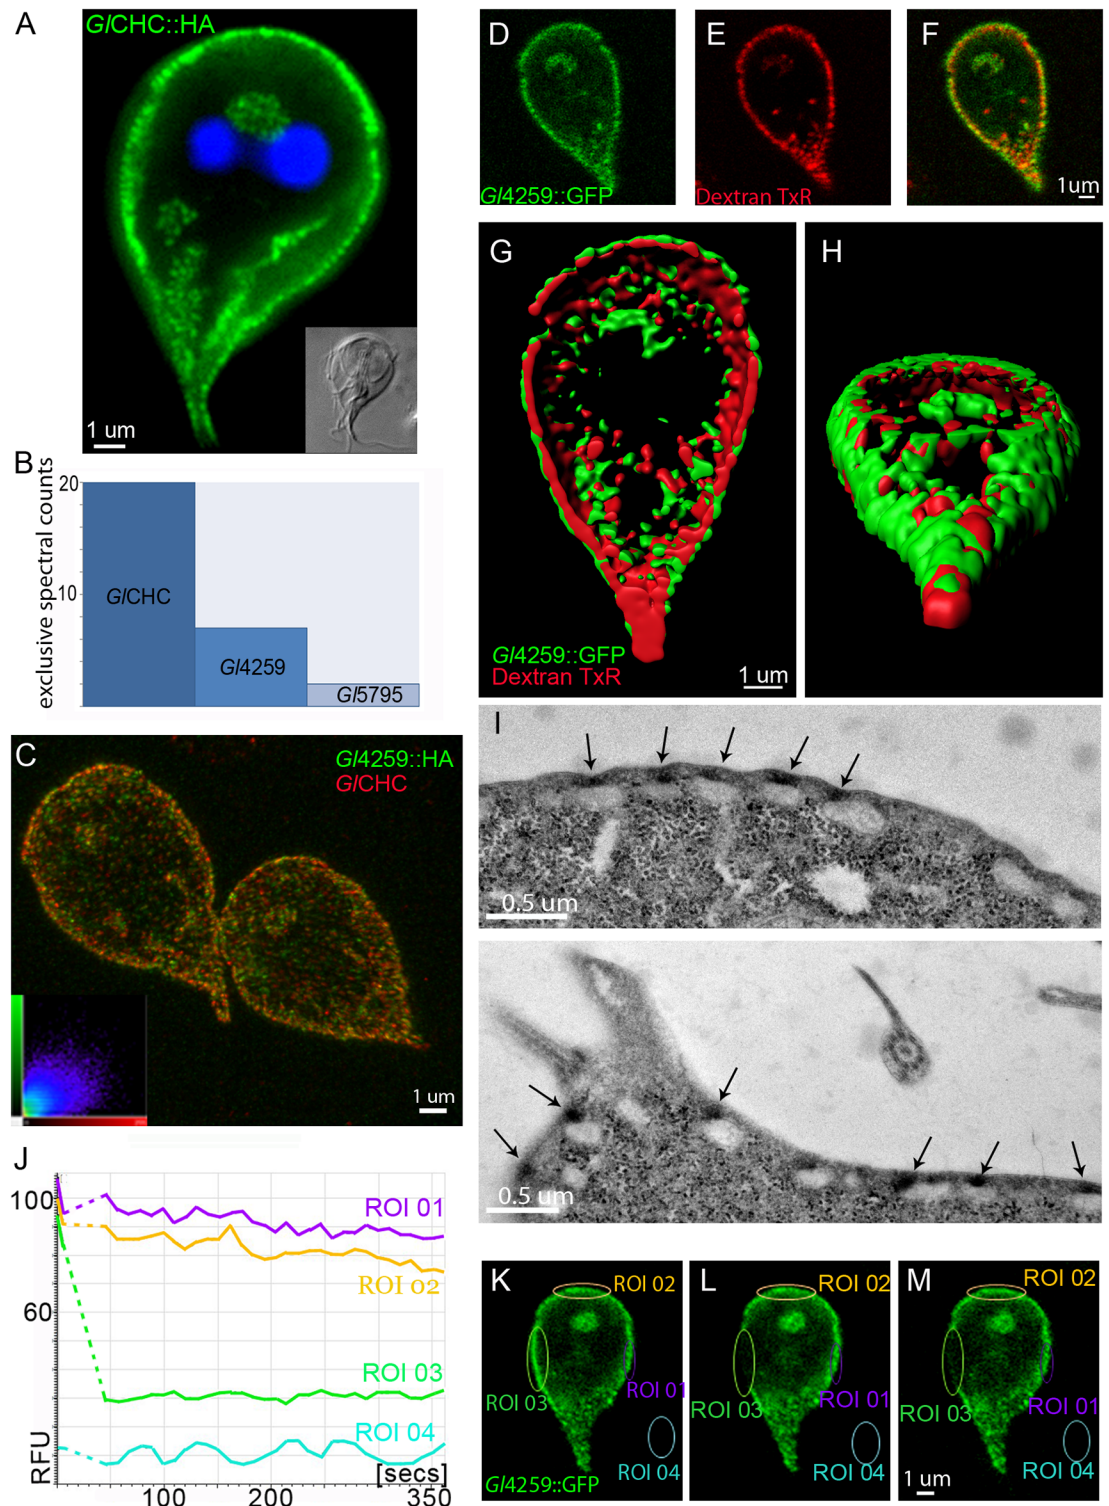 A
GlCHC::HA
1 um
B
exclusive spectral counts
20
10
GlCHC
Gl4259
Gl5795
C
Gl4259::HA
GlCHC
1 um
D
Gl4259::GFP
E
Dextran TxR
F
1um
G
Gl4259::GFP
Dextran TxR
1 um
H
I
0.5 um
0.5 um
J
100
60
RFU
ROI 01
ROI 02
ROI 03
ROI 04
[secs]
100
200
350
K
ROI 02
ROI 03
ROI 01
ROI 04
Gl4259::GFP
L
ROI 02
ROI 03
ROI 01
ROI 04
M
ROI 02
ROI 03
ROI 01
ROI 04
1 um